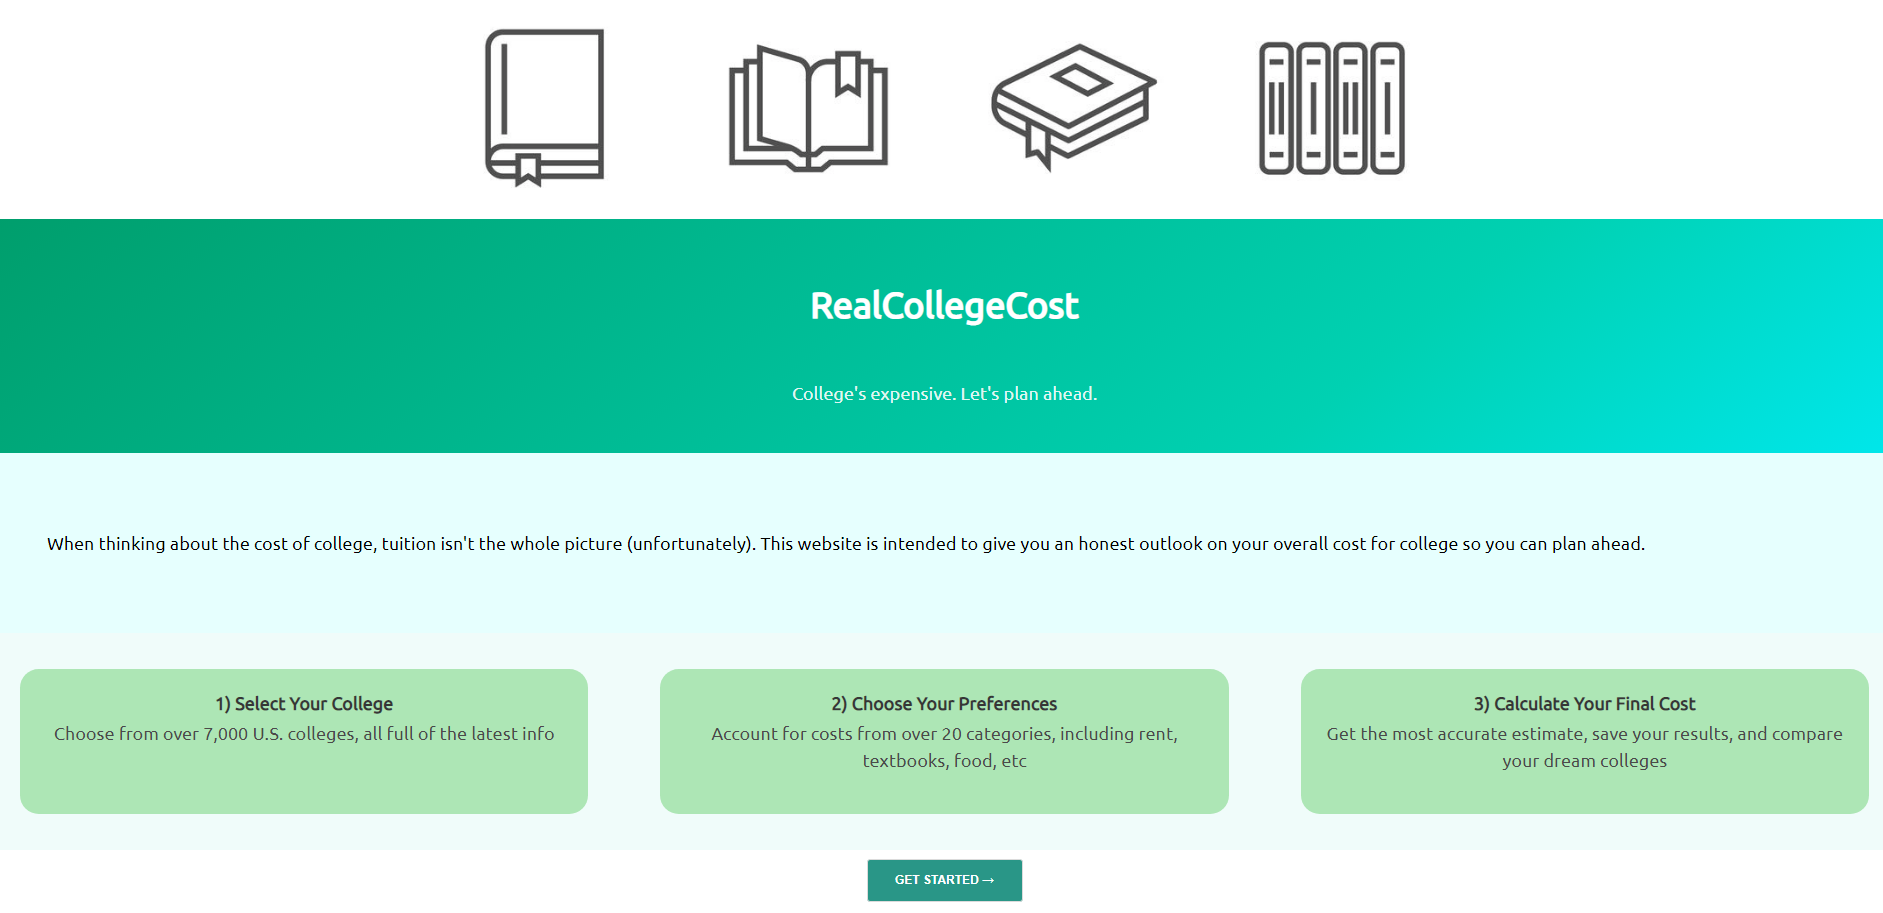 RealCollegeCost
College's expensive. Let's plan ahead.
When thinking about the cost of college, tuition isn't the whole picture (unfortunately). This website is intended to give you an honest outlook on your overall cost for college so you can plan ahead.
1) Select Your College
Choose from over 7,000 U.S. colleges, all full of the latest info
2) Choose Your Preferences
Account for costs from over 20 categories, including rent,
textbooks, food, etc
3) Calculate Your Final Cost
Get the most accurate estimate, save your results, and compare
your dream colleges
GET STARTED →